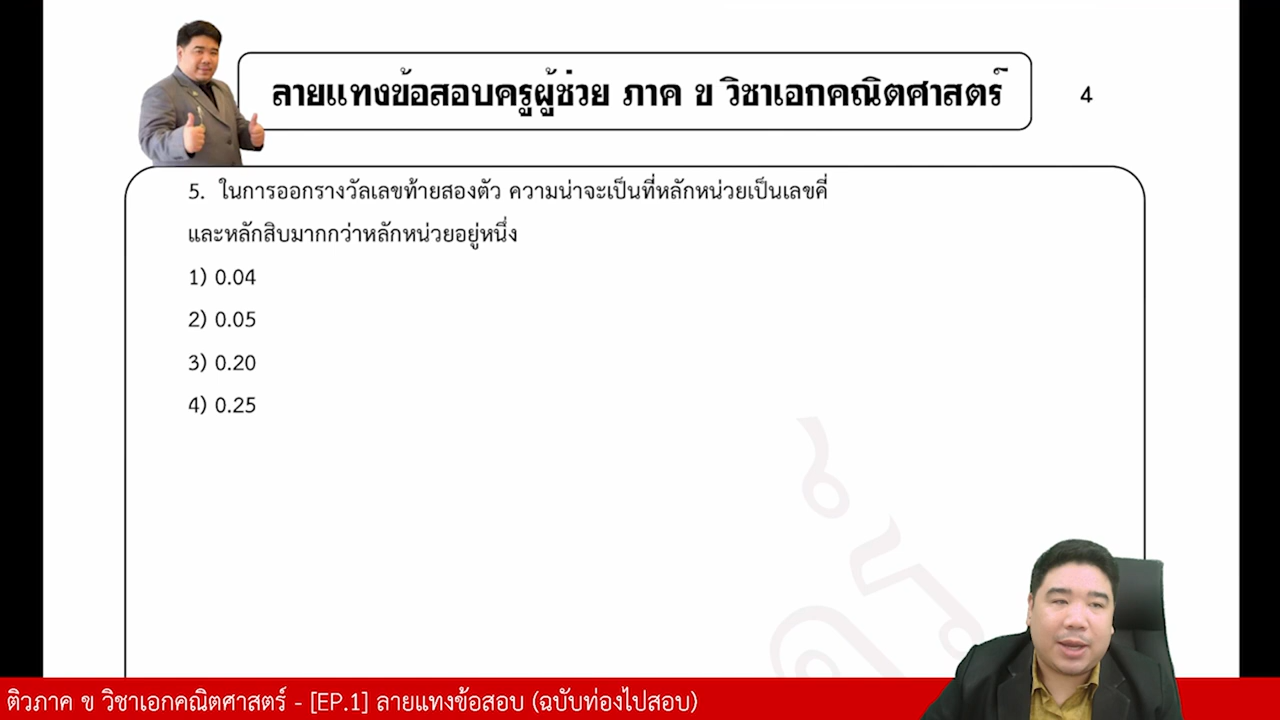 ลายแทงข้อสอบครูผู้ช่วย ภาค ข วิชาเอกคณิตศาสตร์
4
5. ในการออกรางวัลเลขท้ายสองตัว ความน่าจะเป็นที่หลักหน่วยเป็นเลขคี่
และหลักสิบมากกว่าหลักหน่วยอยู่หนึ่ง
1) 0.04
2) 0.05
3) 0.20
4) 0.25
ติวภาค ข วิชาเอกคณิตศาสตร์ - [EP.1] ลายแทงข้อสอบ (ฉบับท่องไปสอบ)